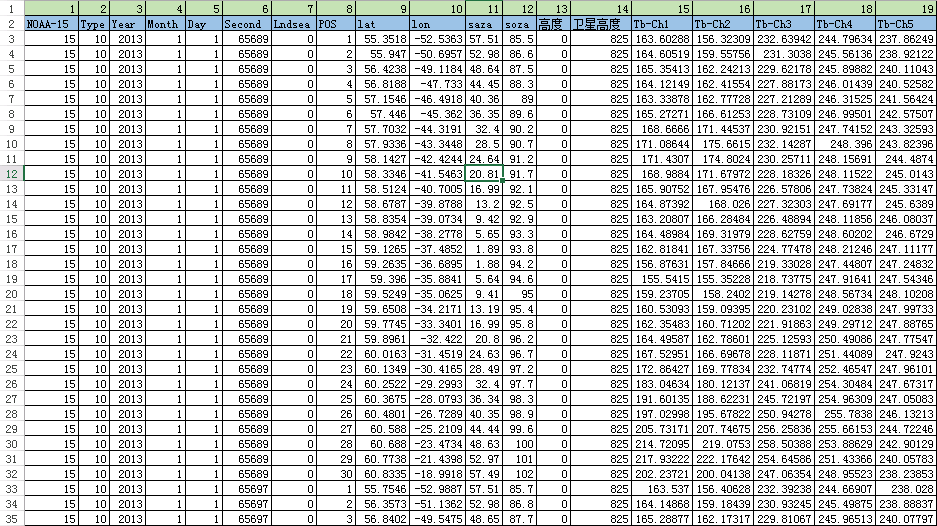 1 1 2 3 4 5 6 7 8 9 10 11 12 13 14 15 16 17 18 19
2 NOAA-15 Type Year Month Day Second Lndsea POS lat lon saza soza 高度 卫星高度 Tb-Ch1 Tb-Ch2 Tb-Ch3 Tb-Ch4 Tb-Ch5
3 15 10 2013 1 1 65689 0 1 55.3518 -52.5363 57.51 85.5 0 825 163.60288 156.32309 232.63942 244.79634 237.86249
4 15 10 2013 1 1 65689 0 2 55.947 -50.6957 52.98 86.6 0 825 164.60519 159.55756 231.3038 245.56136 238.92122
5 15 10 2013 1 1 65689 0 3 56.4238 -49.1184 48.64 87.5 0 825 165.35413 162.24213 229.62178 245.89882 240.11043
6 15 10 2013 1 1 65689 0 4 56.8188 -47.733 44.45 88.3 0 825 164.12149 162.41554 227.88173 246.01439 240.52582
7 15 10 2013 1 1 65689 0 5 57.1546 -46.4918 40.36 89 0 825 163.33878 162.77728 227.21289 246.31525 241.56424
8 15 10 2013 1 1 65689 0 6 57.446 -45.362 36.35 89.6 0 825 165.27271 166.61253 228.73109 246.99501 242.57507
9 15 10 2013 1 1 65689 0 7 57.7032 -44.3191 32.4 90.2 0 825 168.6666 171.44537 230.92151 247.74152 243.32593
10 15 10 2013 1 1 65689 0 8 57.9336 -43.3448 28.5 90.7 0 825 171.08644 175.6615 232.14287 248.396 243.82396
11 15 10 2013 1 1 65689 0 9 58.1427 -42.4244 24.64 91.2 0 825 171.4307 174.8024 230.25711 248.15691 244.4874
12 15 10 2013 1 1 65689 0 10 58.3346 -41.5463 20.81 91.7 0 825 168.9884 171.67972 228.18326 248.11522 245.0143
13 15 10 2013 1 1 65689 0 11 58.5124 -40.7005 16.99 92.1 0 825 165.90752 167.95476 226.57806 247.73824 245.33147
14 15 10 2013 1 1 65689 0 12 58.6787 -39.8788 13.2 92.5 0 825 164.87392 168.026 227.32303 247.69177 245.6389
15 15 10 2013 1 1 65689 0 13 58.8354 -39.0734 9.42 92.9 0 825 163.20807 166.28484 226.48894 248.11856 246.08037
16 15 10 2013 1 1 65689 0 14 58.9842 -38.2778 5.65 93.3 0 825 164.48984 169.31979 228.62759 248.60202 246.6729
17 15 10 2013 1 1 65689 0 15 59.1265 -37.4852 1.89 93.8 0 825 162.81841 167.33756 224.77478 248.21246 247.11177
18 15 10 2013 1 1 65689 0 16 59.2635 -36.6895 1.88 94.2 0 825 156.87631 157.84666 219.33028 247.44807 247.24832
19 15 10 2013 1 1 65689 0 17 59.396 -35.8841 5.64 94.6 0 825 155.5415 155.35228 218.73775 247.91641 247.54346
20 15 10 2013 1 1 65689 0 18 59.5249 -35.0625 9.41 95 0 825 159.23705 158.2402 219.14278 248.56734 248.10208
21 15 10 2013 1 1 65689 0 19 59.6508 -34.2171 13.19 95.4 0 825 160.53093 159.09395 220.23102 249.02838 247.99733
22 15 10 2013 1 1 65689 0 20 59.7745 -33.3401 16.99 95.8 0 825 162.35483 160.71202 221.91863 249.29712 247.88765
23 15 10 2013 1 1 65689 0 21 59.8961 -32.422 20.8 96.2 0 825 164.49587 162.78601 225.12593 250.49086 247.77547
24 15 10 2013 1 1 65689 0 22 60.0163 -31.4519 24.63 96.7 0 825 167.52951 166.69678 228.11871 251.44089 247.9243
25 15 10 2013 1 1 65689 0 23 60.1349 -30.4165 28.49 97.2 0 825 172.86427 169.77834 232.74774 252.46547 247.96101
26 15 10 2013 1 1 65689 0 24 60.2522 -29.2993 32.4 97.7 0 825 183.04634 180.12137 241.06819 254.30484 247.67317
27 15 10 2013 1 1 65689 0 25 60.3675 -28.0793 36.34 98.3 0 825 191.60135 188.62231 245.72197 254.96309 247.05083
28 15 10 2013 1 1 65689 0 26 60.4801 -26.7289 40.35 98.9 0 825 197.02998 195.67822 250.94278 255.7838 246.13213
29 15 10 2013 1 1 65689 0 27 60.588 -25.2109 44.44 99.6 0 825 205.73171 207.74675 256.25836 255.66153 244.72246
30 15 10 2013 1 1 65689 0 28 60.688 -23.4734 48.63 100 0 825 214.72095 219.0753 258.50388 253.88629 242.90129
31 15 10 2013 1 1 65689 0 29 60.7738 -21.4398 52.97 101 0 825 217.93222 222.17642 254.64586 251.43366 240.05783
32 15 10 2013 1 1 65689 0 30 60.8335 -18.9918 57.49 102 0 825 202.23721 200.04138 247.06354 248.95523 238.23853
33 15 10 2013 1 1 65697 0 1 55.7546 -52.9887 57.51 85.7 0 825 163.537 156.40628 232.39238 244.66907 238.028
34 15 10 2013 1 1 65697 0 2 56.3573 -51.1362 52.98 86.8 0 825 164.14868 159.18439 230.93245 245.49875 238.88837
35 15 10 2013 1 1 65697 0 3 56.8402 -49.5475 48.65 87.7 0 825 165.28877 162.17317 229.81067 245.96513 240.07797